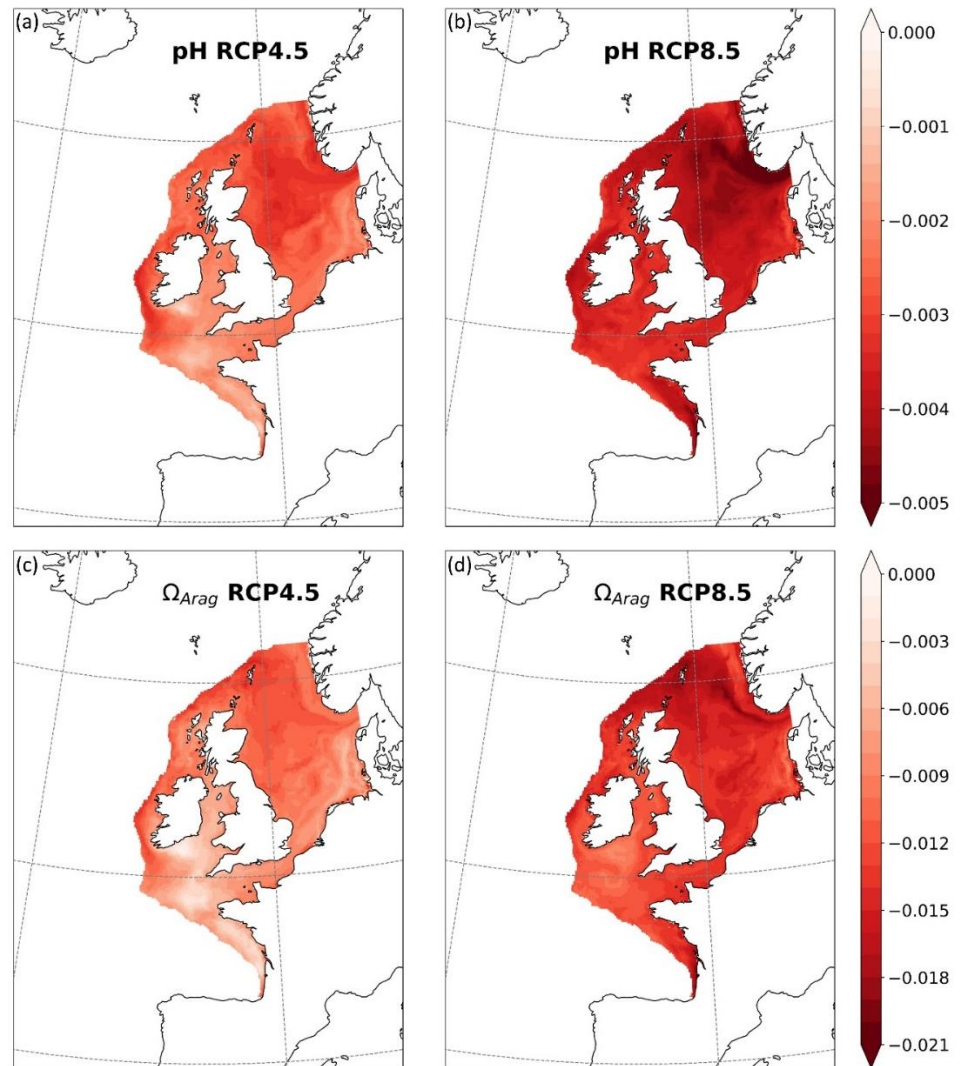 (a)
pH RCP4.5
(b)
pH RCP8.5
0.000
−0.001
−0.002
−0.003
−0.004
−0.005
(c)
Ω_Arag RCP4.5
(d)
Ω_Arag RCP8.5
0.000
−0.003
−0.006
−0.009
−0.012
−0.015
−0.018
−0.021